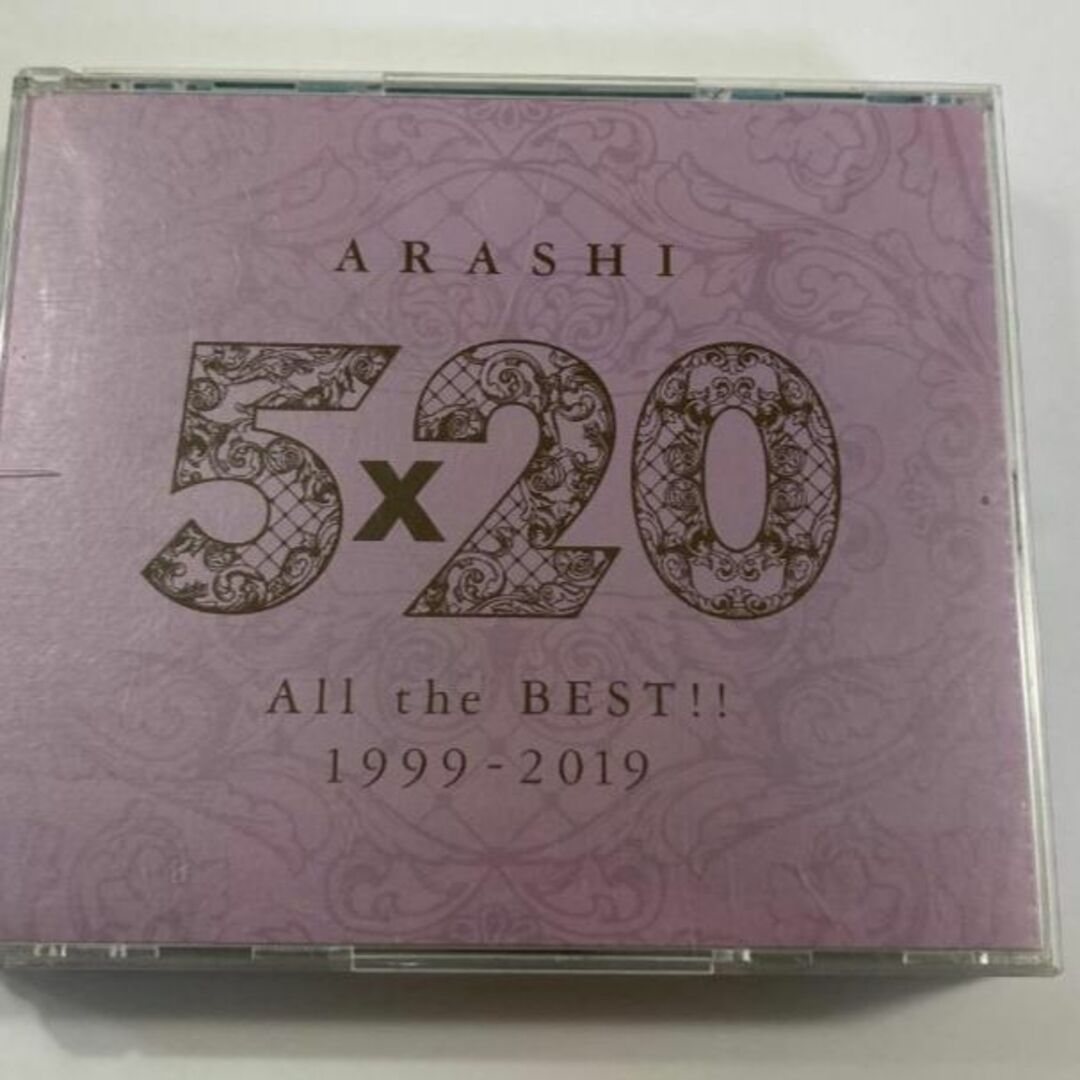 ARASHI
5x20
All the BEST!!
1999-2019